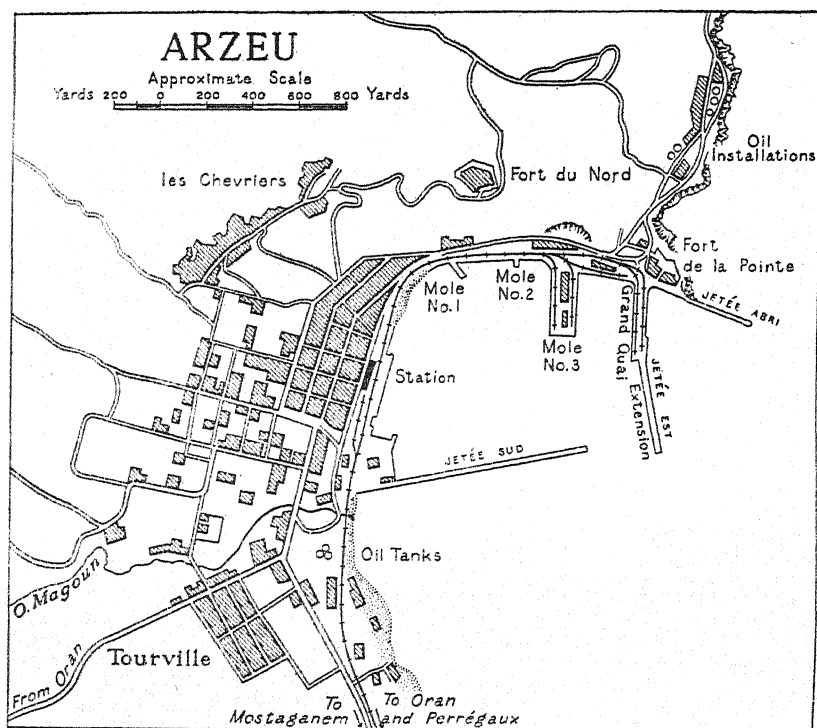 ARZEU
Approximate Scale
Yards 200 0 200 400 600 800 Yards
Oil
Installations
les Chevriers
Fort du Nord
Fort
de la Pointe
Mole
No.1
Mole
No.2
Mole
No.3
Grand Quai Extension
JETÉE ABRI
JETÉE EST
Station
JETÉE SUD
Oil Tanks
O. Magoun
Tourville
From Oran
To
Mostaganem
To Oran
and Perrégaux